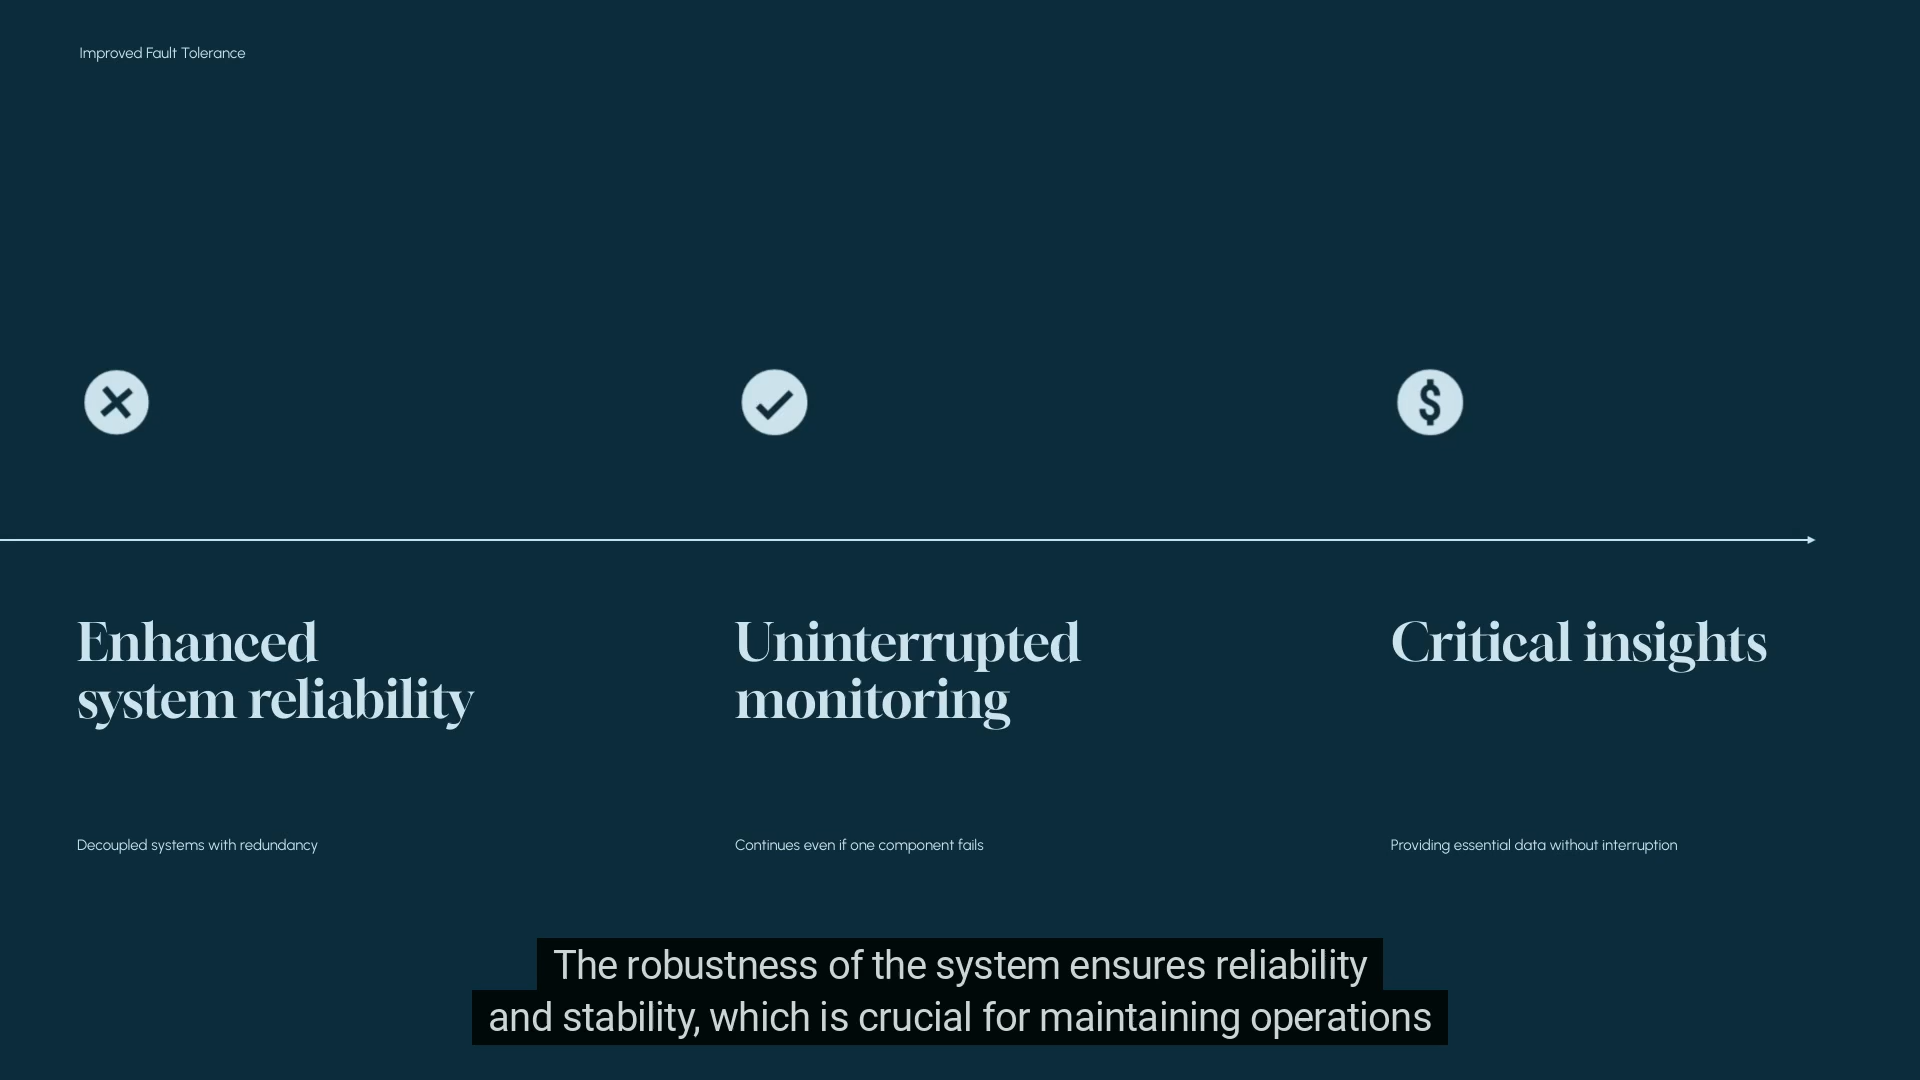 Improved Fault Tolerance
$
Enhanced
system reliability
Uninterrupted
monitoring
Critical insights
Decoupled systems with redundancy
Continues even if one component fails
Providing essential data without interruption
The robustness of the system ensures reliability
and stability, which is crucial for maintaining operations